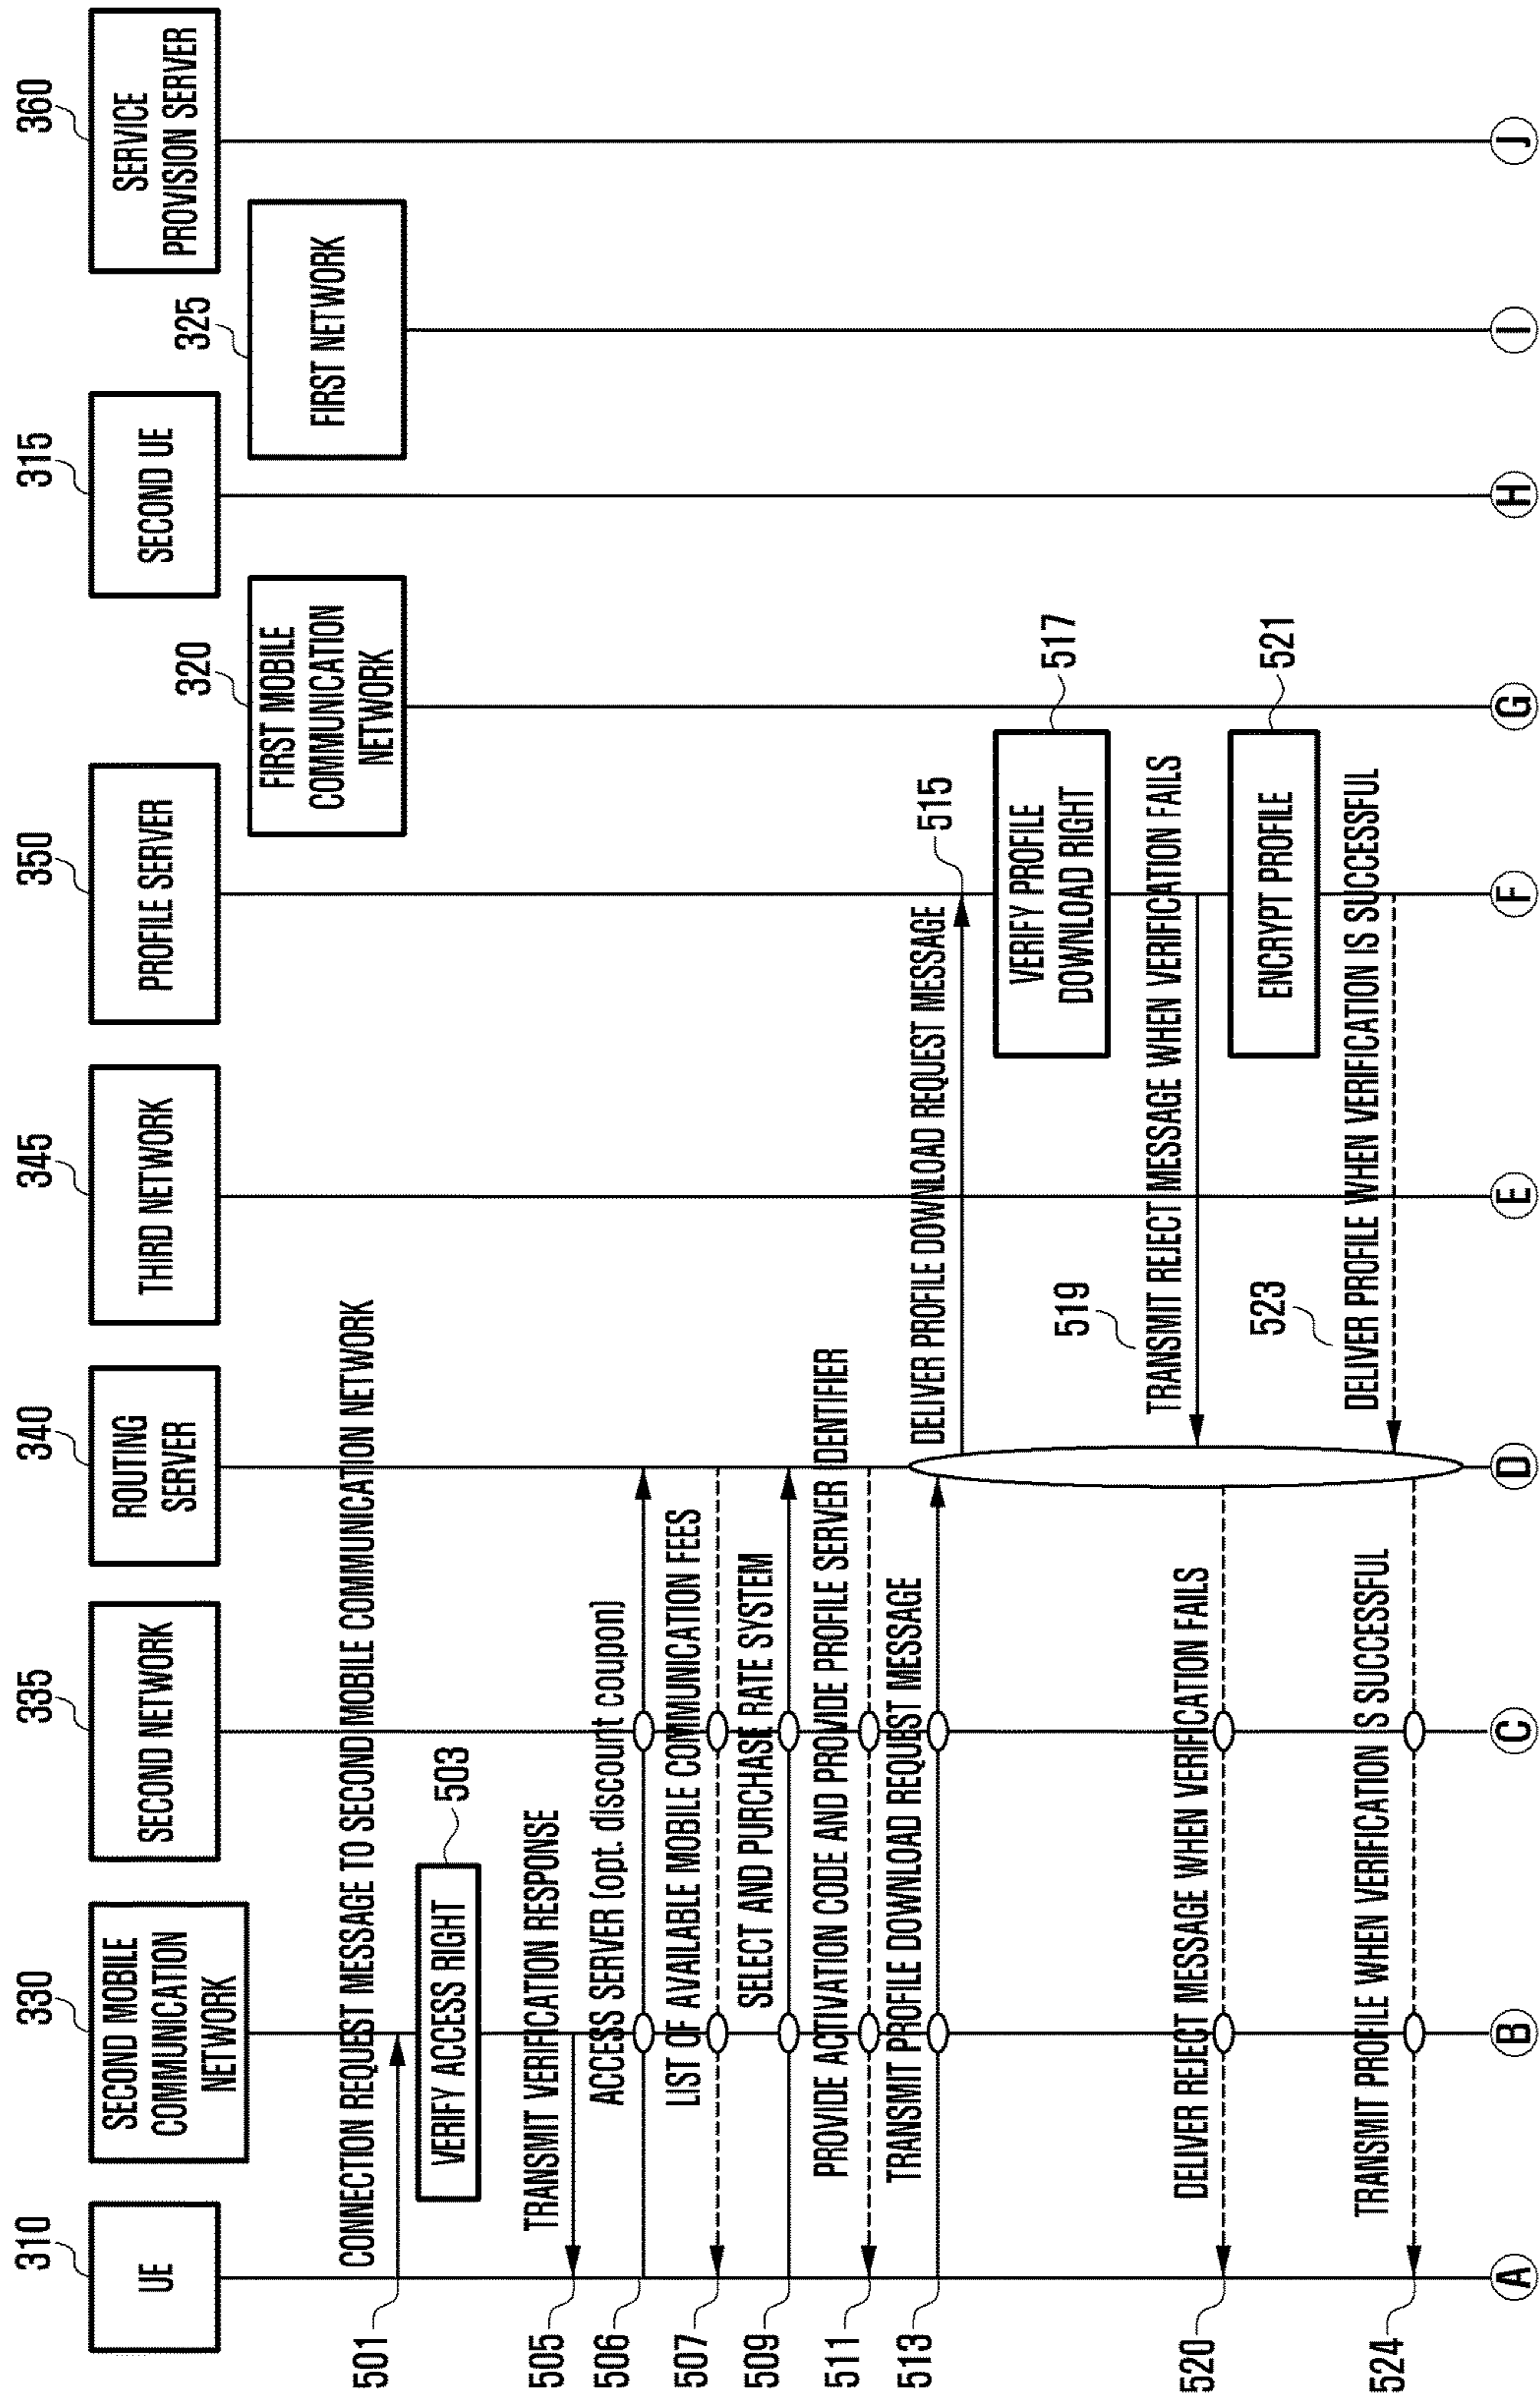 310
UE
330
SECOND MOBILE
COMMUNICATION
NETWORK
335
SECOND NETWORK
340
ROUTING
SERVER
345
THIRD NETWORK
350
PROFILE SERVER
320
FIRST MOBILE
COMMUNICATION
NETWORK
315
SECOND UE
325
FIRST NETWORK
360
SERVICE
PROVISION SERVER
501
CONNECTION REQUEST MESSAGE TO SECOND MOBILE COMMUNICATION NETWORK
VERIFY ACCESS RIGHT
503
505
TRANSMIT VERIFICATION RESPONSE
506
ACCESS SERVER (opt. discount coupon)
507
LIST OF AVAILABLE MOBILE COMMUNICATION FEES
509
SELECT AND PURCHASE RATE SYSTEM
511
PROVIDE ACTIVATION CODE AND PROVIDE PROFILE SERVER IDENTIFIER
513
TRANSMIT PROFILE DOWNLOAD REQUEST MESSAGE
DELIVER PROFILE DOWNLOAD REQUEST MESSAGE
515
VERIFY PROFILE
DOWNLOAD RIGHT
517
519
TRANSMIT REJECT MESSAGE WHEN VERIFICATION FAILS
520
DELIVER REJECT MESSAGE WHEN VERIFICATION FAILS
ENCRYPT PROFILE
521
523
DELIVER PROFILE WHEN VERIFICATION IS SUCCESSFUL
524
TRANSMIT PROFILE WHEN VERIFICATION IS SUCCESSFUL
A
B
C
D
E
F
G
H
I
J